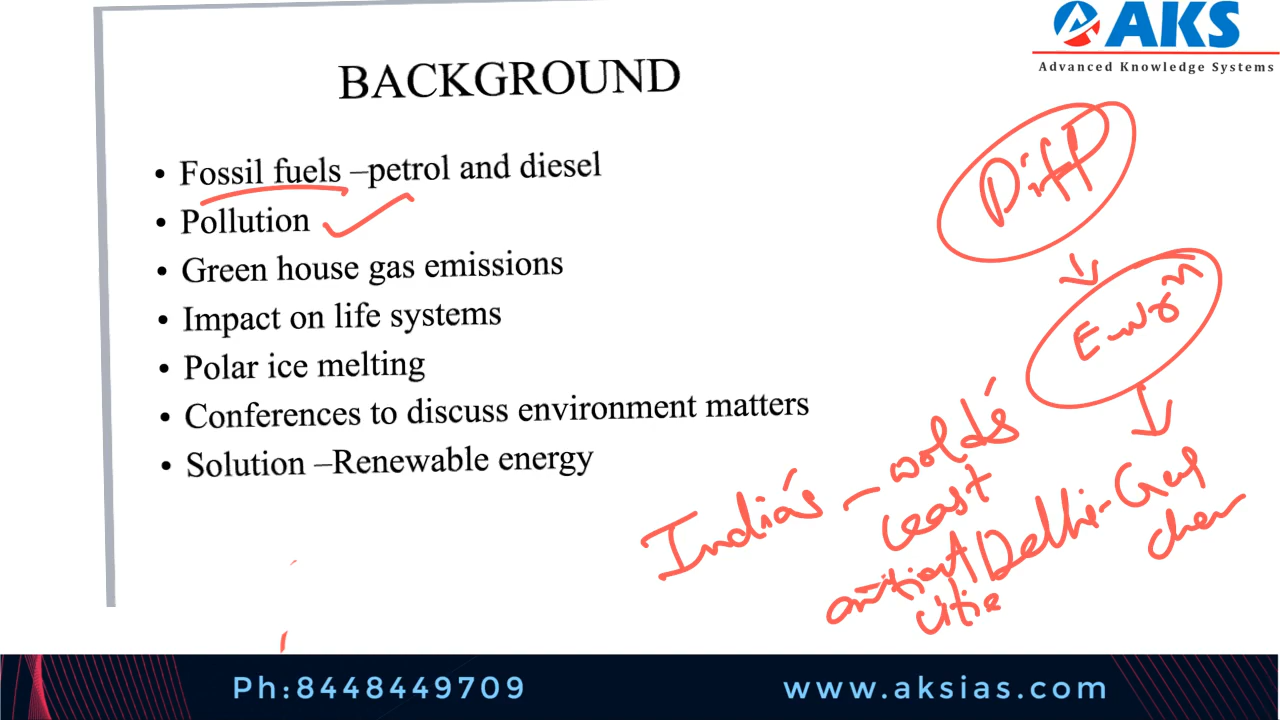 AKS
Advanced Knowledge Systems
BACKGROUND
• Fossil fuels –petrol and diesel
• Pollution
• Green house gas emissions
• Impact on life systems
• Polar ice melting
• Conferences to discuss environment matters
• Solution –Renewable energy
Diff
India's – wold's
least
Delhi -
Ph:8448449709
www.aksias.com